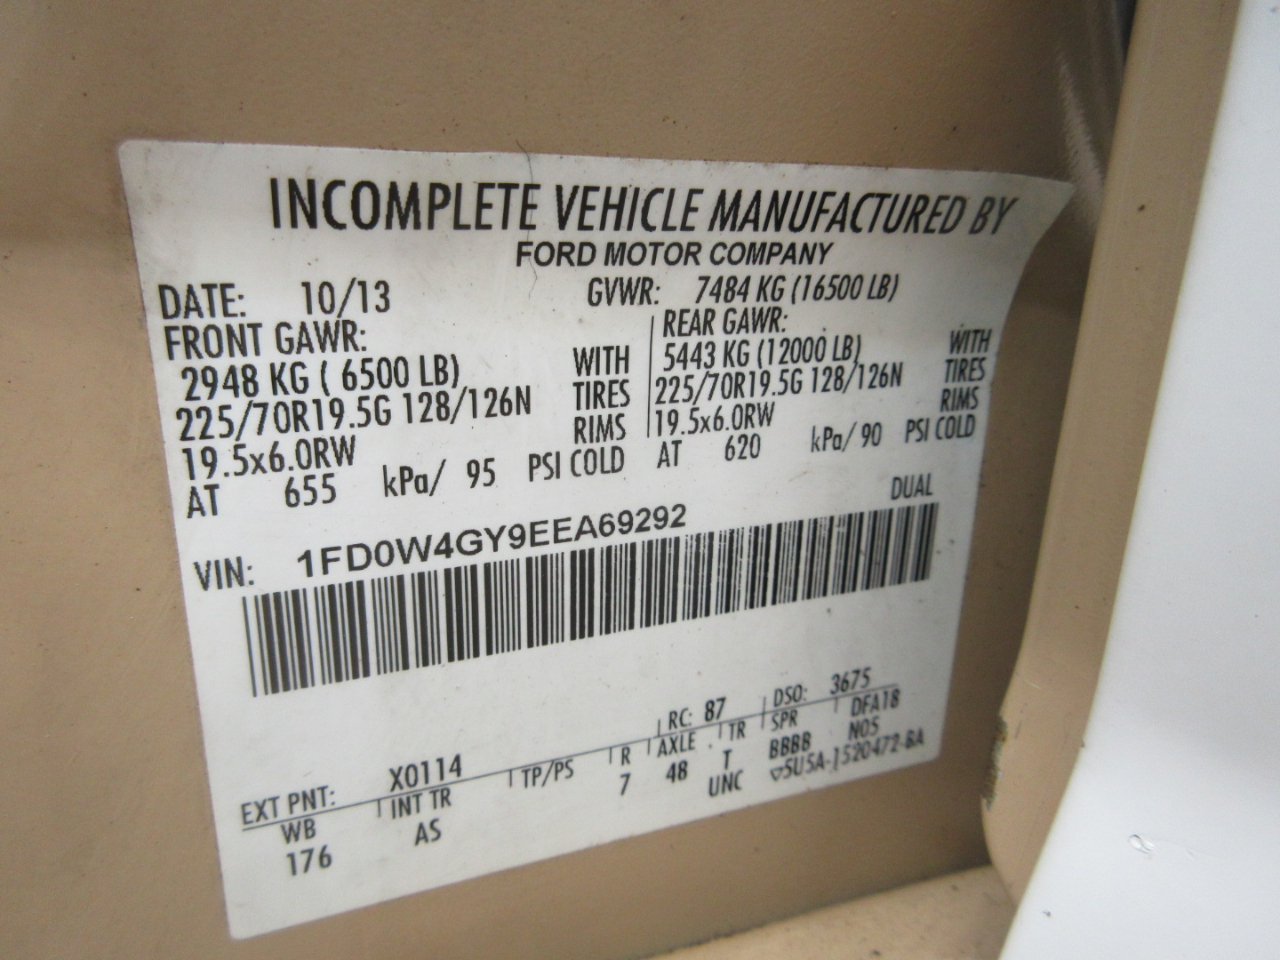 INCOMPLETE VEHICLE MANUFACTURED BY
FORD MOTOR COMPANY
DATE: 10/13 GVWR: 7484 KG (16500 LB)
FRONT GAWR: REAR GAWR:
2948 KG ( 6500 LB) WITH 5443 KG (12000 LB) WITH
225/70R19.5G 128/126N TIRES 225/70R19.5G 128/126N TIRES
19.5x6.0RW RIMS 19.5x6.0RW RIMS
AT 655 kPa/ 95 PSI COLD AT 620 kPa/ 90 PSI COLD
DUAL
VIN: 1FD0W4GY9EEA69292
EXT PNT: X0114 RC: 87 DSO: 3675
WB INT TR TP/PS R AXLE TR SPR DFA18
176 AS 7 48 T BBBB N05
UNC ▽5U5A-1520472-BA